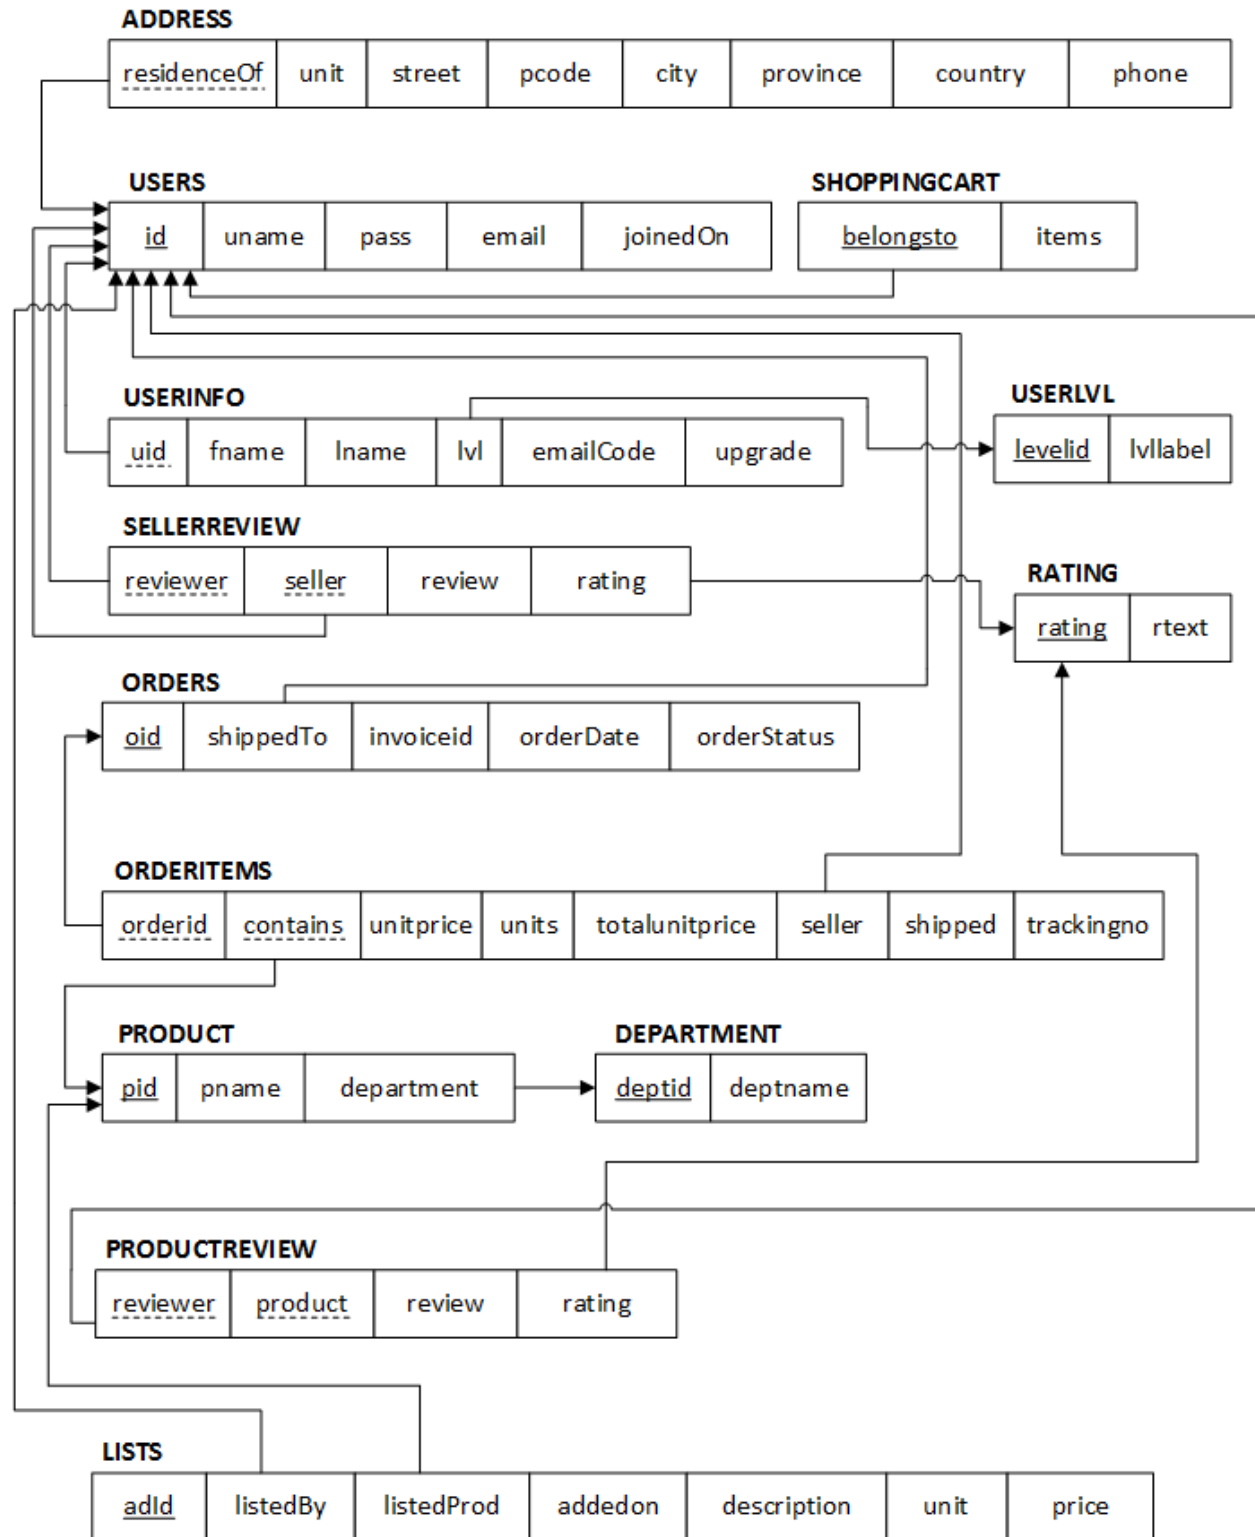 ADDRESS
residenceOf unit street pcode city province country phone
USERS SHOPPINGCART
id uname pass email joinedOn belongsto items
USERINFO USERLVL
uid fname lname lvl emailCode upgrade levelid lvllabel
SELLERREVIEW
reviewer seller review rating
RATING
rating rtext
ORDERS
oid shippedTo invoiceid orderDate orderStatus
ORDERITEMS
orderid contains unitprice units totalunitprice seller shipped trackingno
PRODUCT DEPARTMENT
pid pname department deptid deptname
PRODUCTREVIEW
reviewer product review rating
LISTS
adId listedBy listedProd addedon description unit price